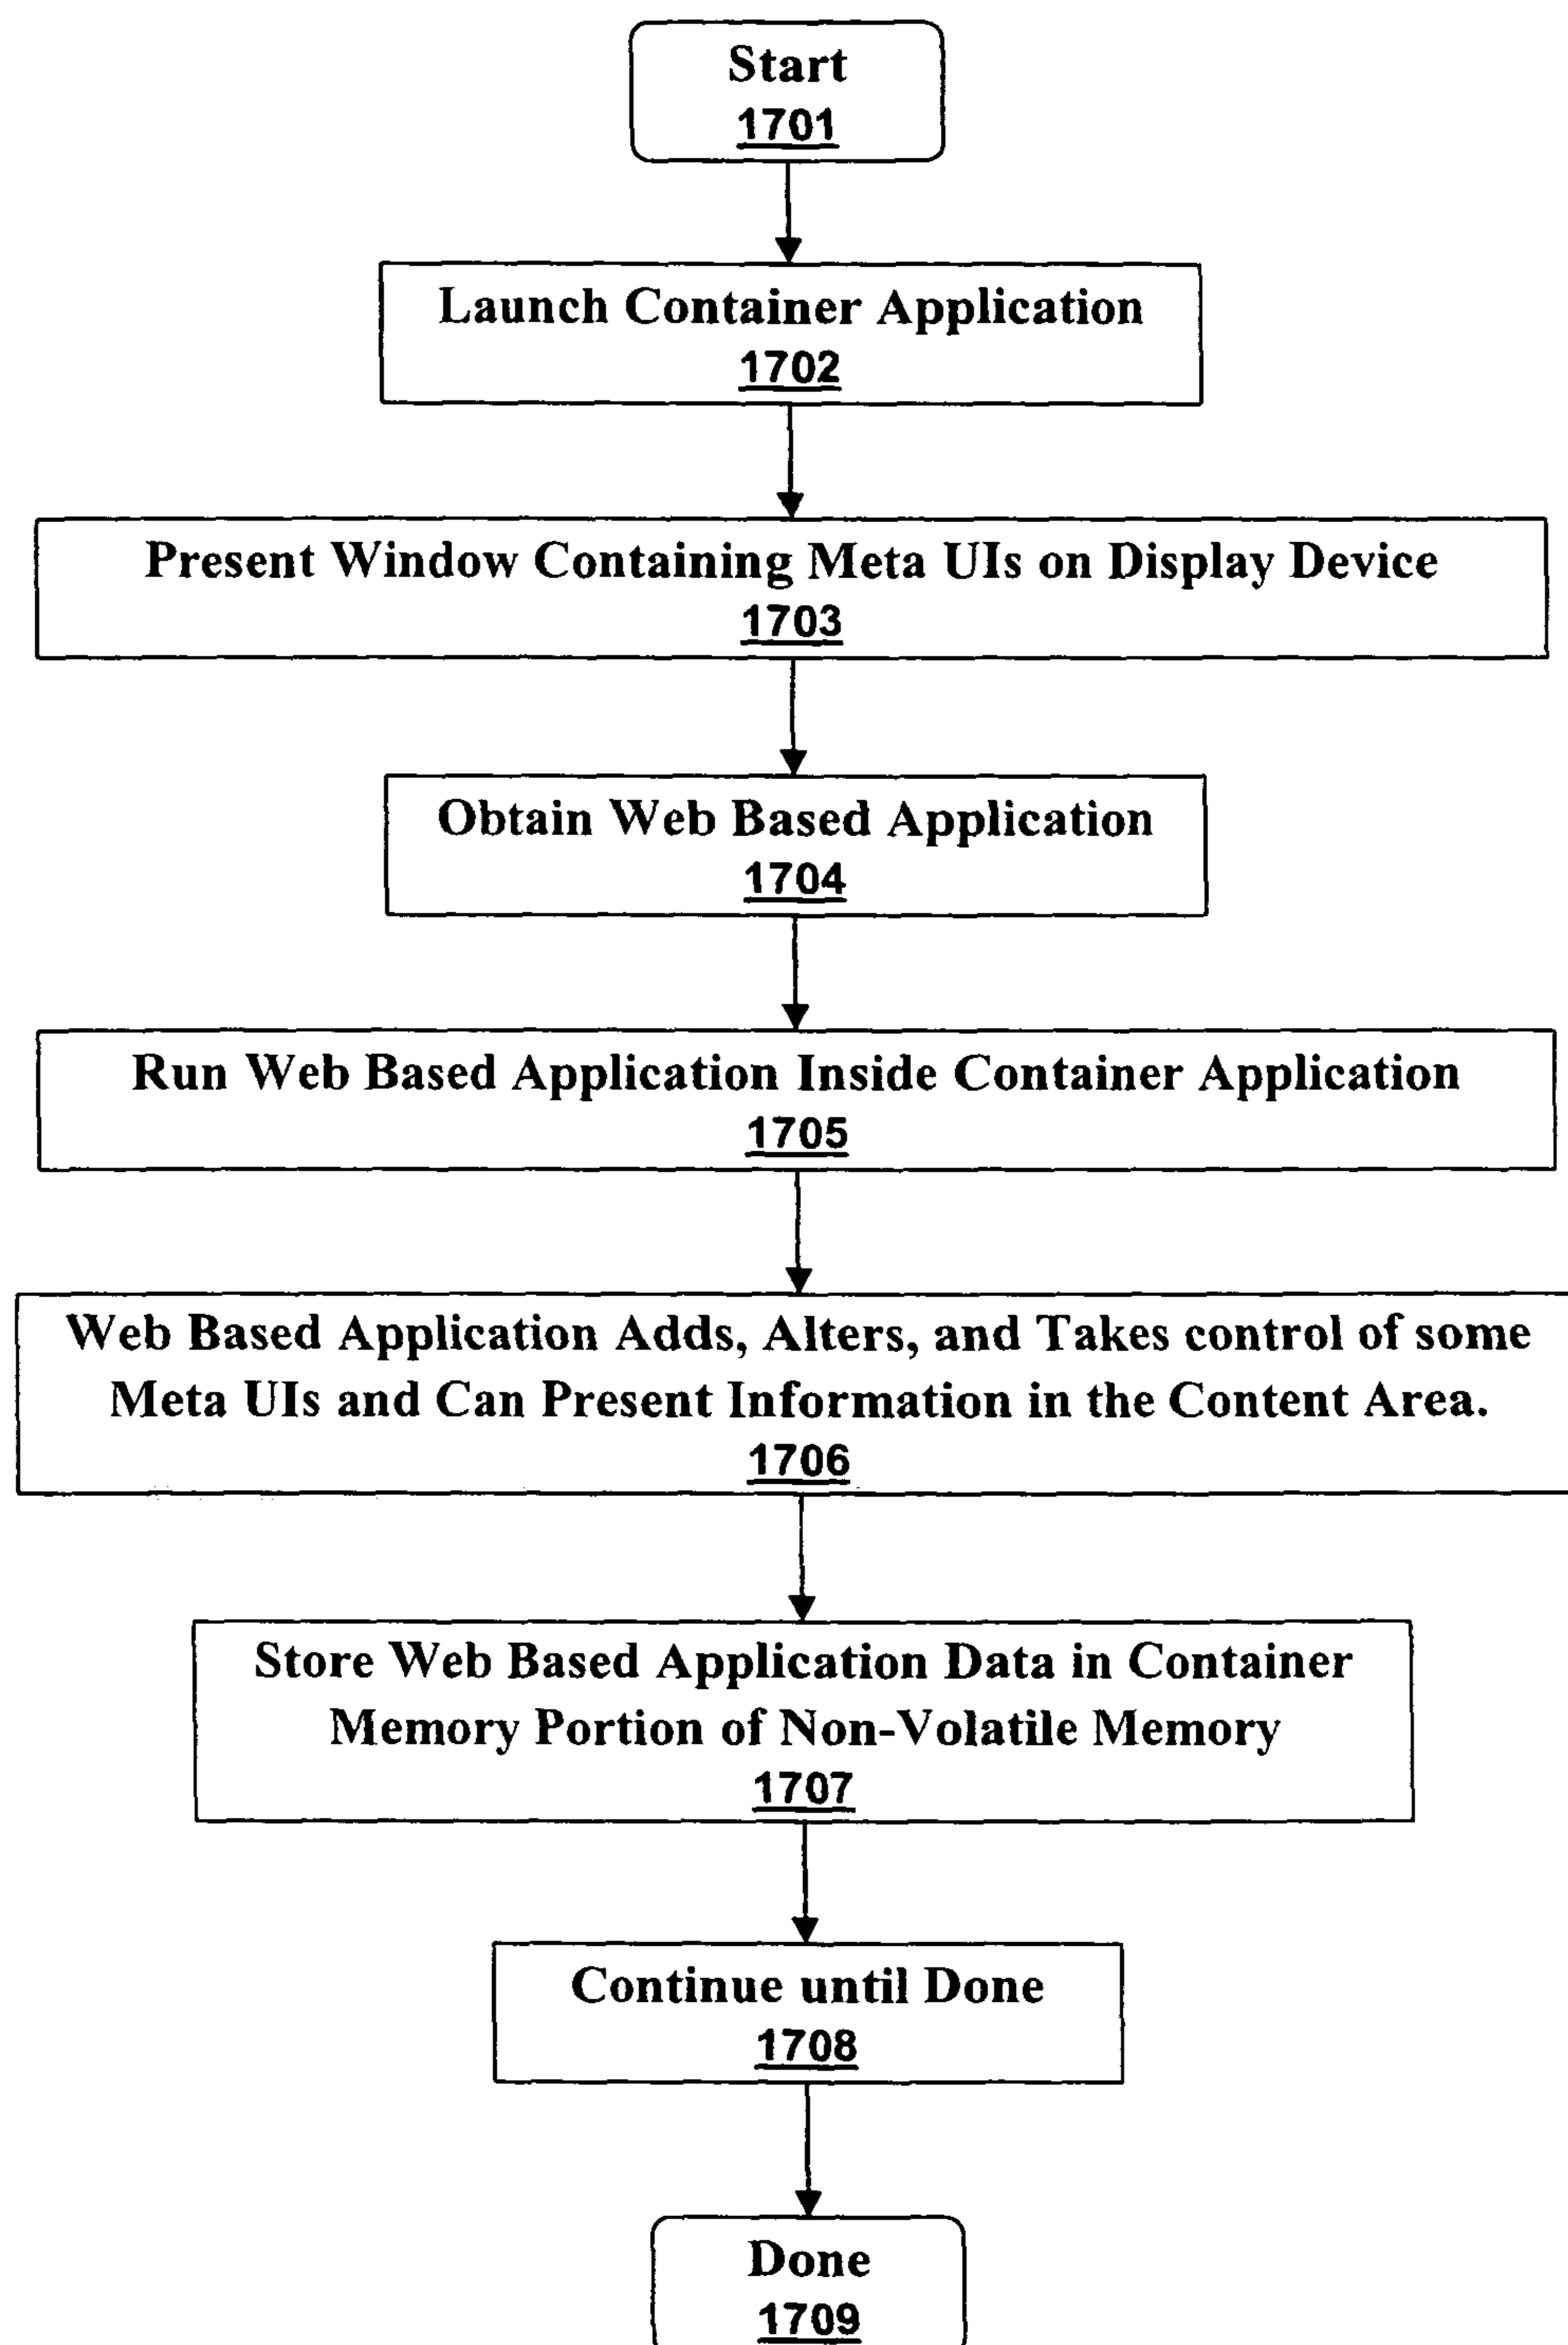 Start
1701
Launch Container Application
1702
Present Window Containing Meta UIs on Display Device
1703
Obtain Web Based Application
1704
Run Web Based Application Inside Container Application
1705
Web Based Application Adds, Alters, and Takes control of some
Meta UIs and Can Present Information in the Content Area.
1706
Store Web Based Application Data in Container
Memory Portion of Non-Volatile Memory
1707
Continue until Done
1708
Done
1709